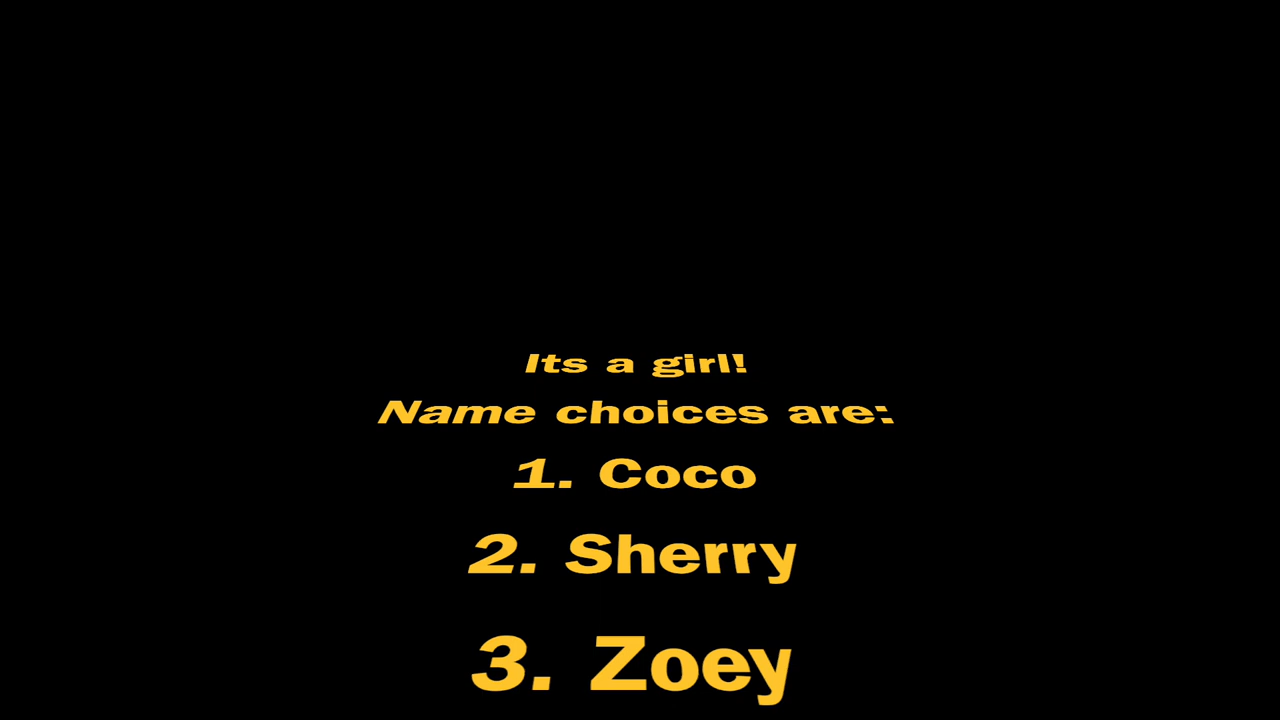 Its a girl!
Name choices are:
1. Coco
2. Sherry
3. Zoey